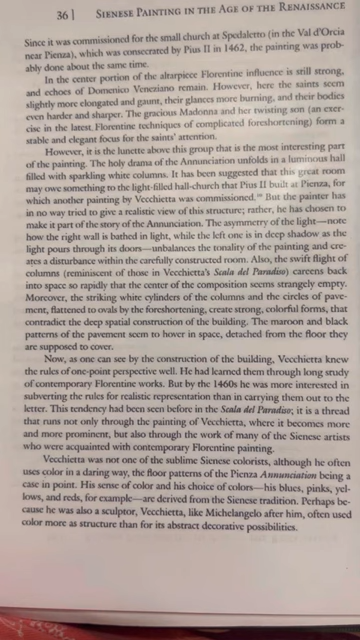 36 | SIENESE PAINTING IN THE AGE OF THE RENAISSANCE
Since it was commissioned for the small church at Spedaletto (in the Val d'Orcia
near Pienza), which was consecrated by Pius II in 1462, the painting was prob-
ably done about the same time.
In the center portion of the altarpiece Florentine influence is still strong,
and echoes of Domenico Veneziano remain. However, here the saints seem
slightly more elongated and gaunt, their glances more burning, and their bodies
even harder and sharper. The gracious Madonna and her twisting son (an exer-
cise in the latest Florentine techniques of complicated foreshortening) form a
stable and elegant focus for the saints' attention.
However, it is the lunette above this group that is the most interesting part
of the painting. The holy drama of the Annunciation unfolds in a luminous hall
filled with sparkling white columns. It has been suggested that this great room
may owe something to the light-filled hall-church that Pius II built at Pienza, for
which another painting by Vecchietta was commissioned. But the painter has
in no way tried to give a realistic view of this structure; rather, he has chosen to
make it part of the story of the Annunciation. The asymmetry of the light—note
how the right wall is bathed in light, while the left one is in deep shadow as the
light pours through its doors—unbalances the tonality of the painting and cre-
ates a disturbance within the carefully constructed room. Also, the swift flight of
columns (reminiscent of those in Vecchietta's Scala del Paradiso) careens back
into space so rapidly that the center of the composition seems strangely empty.
Moreover, the striking white cylinders of the columns and the circles of pave-
ment, flattened to ovals by the foreshortening, create strong, colorful forms, that
contradict the deep spatial construction of the building. The maroon and black
patterns of the pavement seem to hover in space, detached from the floor they
are supposed to cover.
Now, as one can see by the construction of the building, Vecchietta knew
the rules of one-point perspective well. He had learned them through long study
of contemporary Florentine works. But by the 1460s he was more interested in
subverting the rules for realistic representation than in carrying them out to the
letter. This tendency had been seen before in the Scala del Paradiso; it is a thread
that runs not only through the painting of Vecchietta, where it becomes more
and more prominent, but also through the work of many of the Sienese artists
who were acquainted with contemporary Florentine painting.
Vecchietta was not one of the sublime Sienese colorists, although he often
uses color in a daring way, the floor patterns of the Pienza Annunciation being a
case in point. His sense of color and his choice of colors—his blues, pinks, yel-
lows, and reds, for example—are derived from the Sienese tradition. Perhaps be-
cause he was also a sculptor, Vecchietta, like Michelangelo after him, often used
color more as structure than for its abstract decorative possibilities.